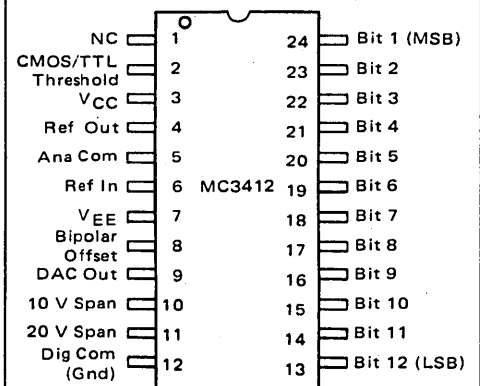 NC 1 24 Bit 1 (MSB)
CMOS/TTL
Threshold 2 23 Bit 2
VCC 3 22 Bit 3
Ref Out 4 21 Bit 4
Ana Com 5 20 Bit 5
Ref In 6 MC3412 19 Bit 6
VEE 7 18 Bit 7
Bipolar
Offset 8 17 Bit 8
DAC Out 9 16 Bit 9
10 V Span 10 15 Bit 10
20 V Span 11 14 Bit 11
Dig Com
(Gnd) 12 13 Bit 12 (LSB)